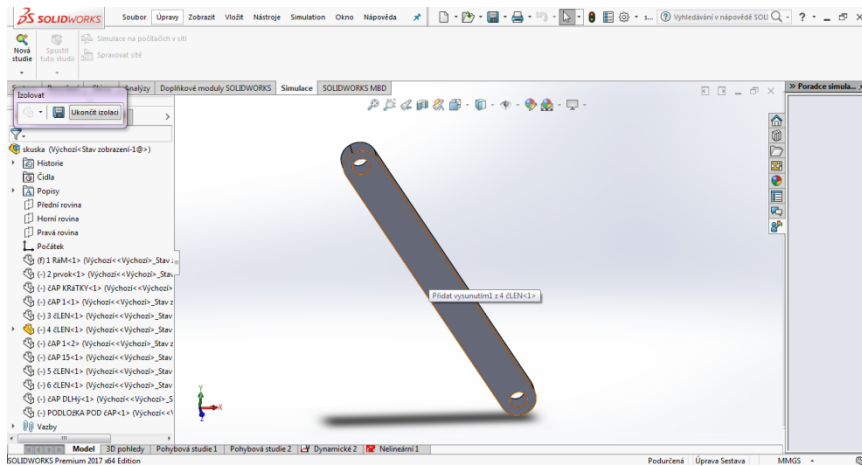 SOLIDWORKS Soubor Úpravy Zobrazit Vložit Nástroje Simulation Okno Nápověda Vyhledávání v nápovědě SOLI
Nová studie
Spustit tuto studii
Simulace na počítačích v síti
Spravovat sítě
Analýzy Doplňkové moduly SOLIDWORKS Simulace SOLIDWORKS MBD
» Poradce simula...
Izolovat
Ukončit izolaci
skuska (Výchozí<Stav zobrazení-1@>)
Historie
Čidla
Popisy
Přední rovina
Horní rovina
Pravá rovina
Počátek
(f) 1 RáM<1> (Výchozí<<Výchozí>_Stav z
(-) 2 prvok<1> (Výchozí<<Výchozí>_Stav
(-) čAP KRáTKY<1> (Výchozí<<Výchozí>
(-) čAP 1<1> (Výchozí<<Výchozí>_Stav z
(-) 3 čLEN<1> (Výchozí<<Výchozí>_Stav
(-) 4 čLEN<1> (Výchozí<<Výchozí>_Stav
(-) čAP 1<2> (Výchozí<<Výchozí>_Stav z
(-) čAP 15<1> (Výchozí<<Výchozí>_Stav
(-) 5 čLEN<1> (Výchozí<<Výchozí>_Stav
(-) 6 čLEN<1> (Výchozí<<Výchozí>_Stav
(-) čAP DLHý<1> (Výchozí<<Výchozí>_S
(-) PODLOžKA POD čAP<1> (Výchozí<<V
Vazby
Přidat vysunutím1 z 4 čLEN<1>
Y
X
Z
Model 3D pohledy Pohybová studie 1 Pohybová studie 2 Dynamické 2 Nelineární 1
SOLIDWORKS Premium 2017 x64 Edition Podurčená Úprava Sestava MMGS